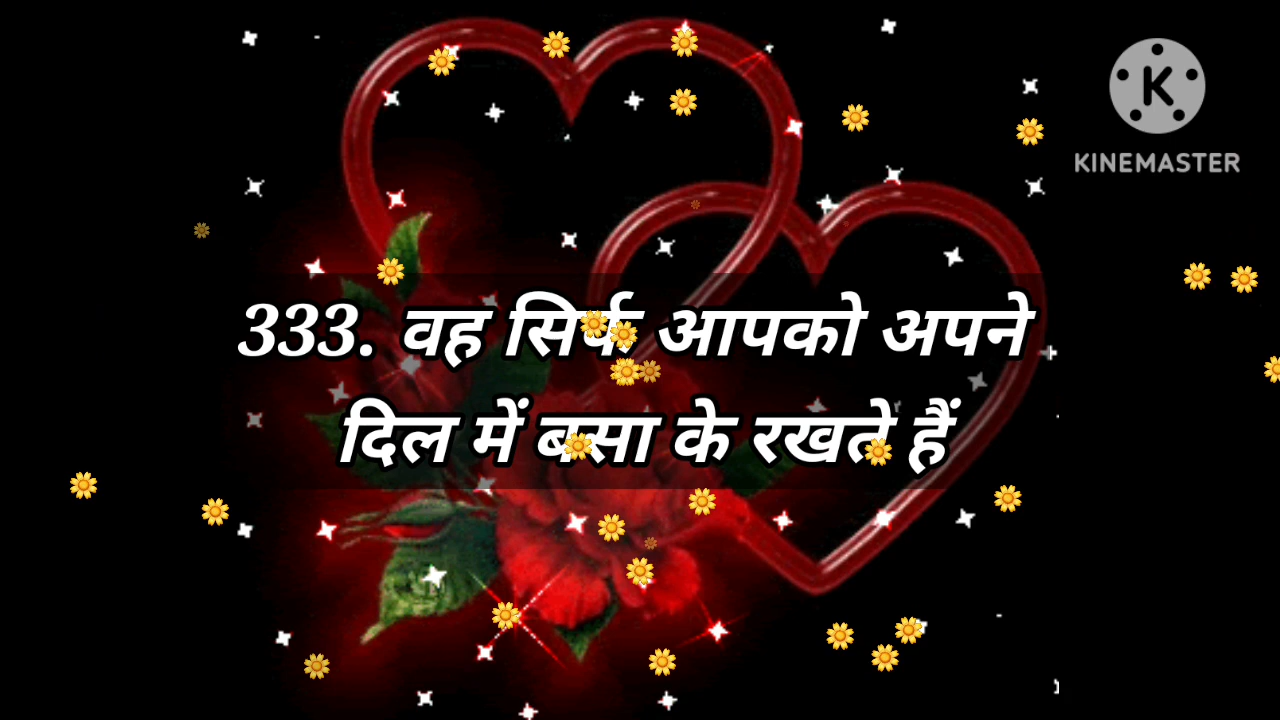 KINEMASTER
333. वह सिर्फ आपको अपने
दिल में बसा के रखते हैं